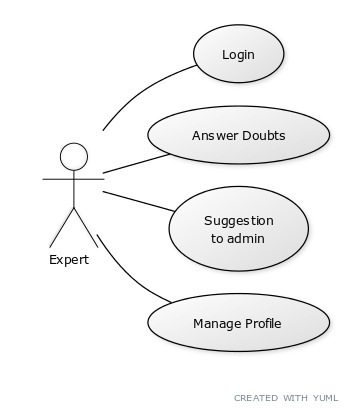 Login
Answer Doubts
Suggestion
to admin
Expert
Manage Profile
CREATED WITH YUML